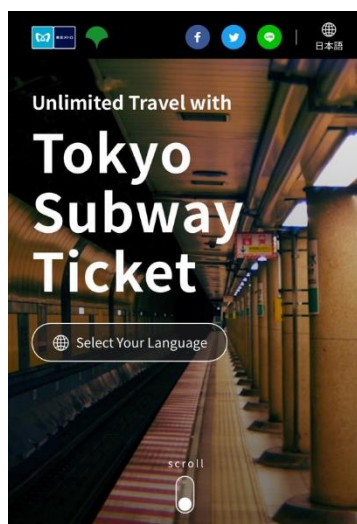 日本語
Unlimited Travel with
Tokyo
Subway
Ticket
Select Your Language
scroll